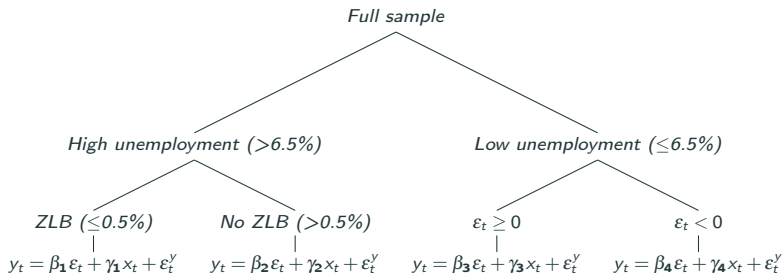 Full sample
High unemployment (>6.5%)
Low unemployment (≤6.5%)
ZLB (≤0.5%)
No ZLB (>0.5%)
εₜ ≥ 0
εₜ < 0
yₜ = β₁εₜ + γ₁xₜ + εₜʸ
yₜ = β₂εₜ + γ₂xₜ + εₜʸ
yₜ = β₃εₜ + γ₃xₜ + εₜʸ
yₜ = β₄εₜ + γ₄xₜ + εₜʸ